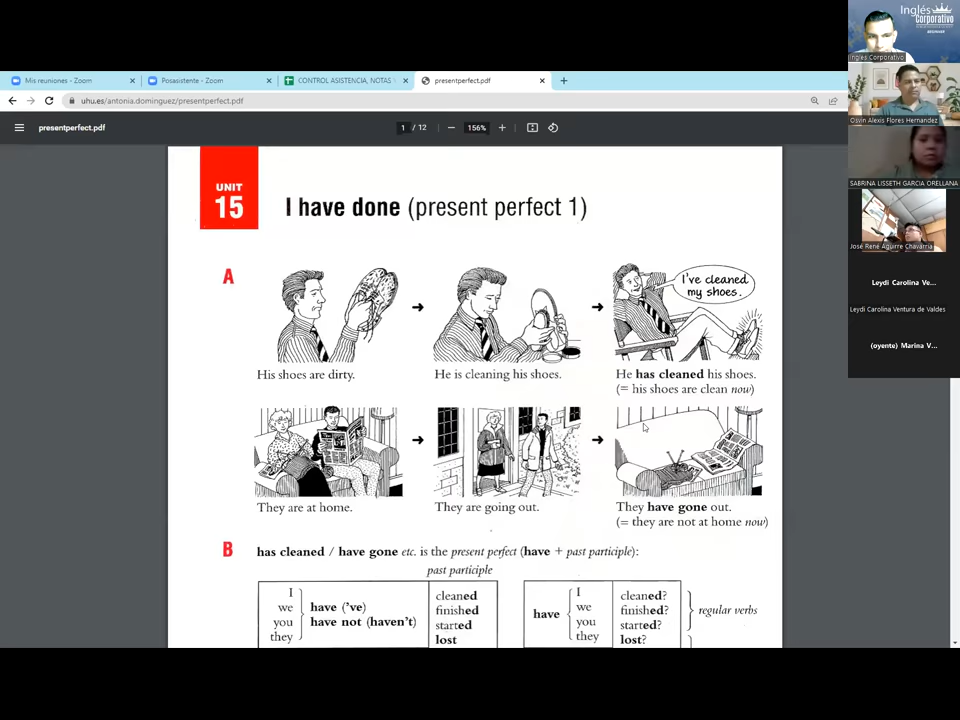 Mis reuniones - Zoom
Posasistente - Zoom
CONTROL ASISTENCIA, NOTAS
presentperfect.pdf
uhu.es/antonia.dominguez/presentperfect.pdf
presentperfect.pdf
1 / 12
156%
UNIT
15
I have done (present perfect 1)
A
I've cleaned
my shoes.
His shoes are dirty.
He is cleaning his shoes.
He has cleaned his shoes.
(= his shoes are clean now)
They are at home.
They are going out.
They have gone out.
(= they are not at home now)
B
has cleaned / have gone etc. is the present perfect (have + past participle):
past participle
I
we
you
they
have ('ve)
have not (haven't)
cleaned
finished
started
lost
have
I
we
you
they
cleaned?
finished?
started?
lost?
regular verbs
Inglés
Corporativo
Ingles Corporativo
Osvin Alexis Flores Hernandez
SABRINA LISSETH GARCIA ORELLANA
José René Aguirre Chavarria
Leydi Carolina Ve...
Leydi Carolina Ventura de Valdes
(oyente) Marina V...